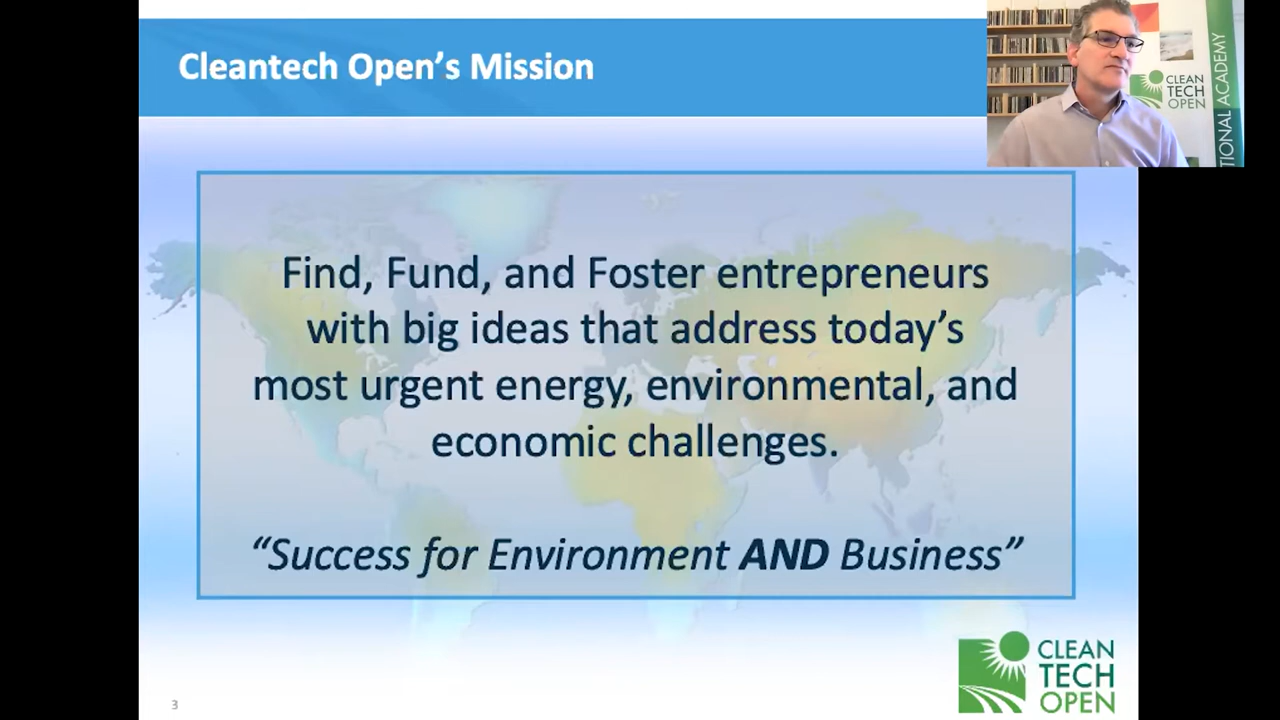 Cleantech Open's Mission
CLEAN
TECH
OPEN
TIONAL ACADEMY
Find, Fund, and Foster entrepreneurs
with big ideas that address today's
most urgent energy, environmental, and
economic challenges.
“Success for Environment AND Business”
CLEAN
TECH
OPEN
3